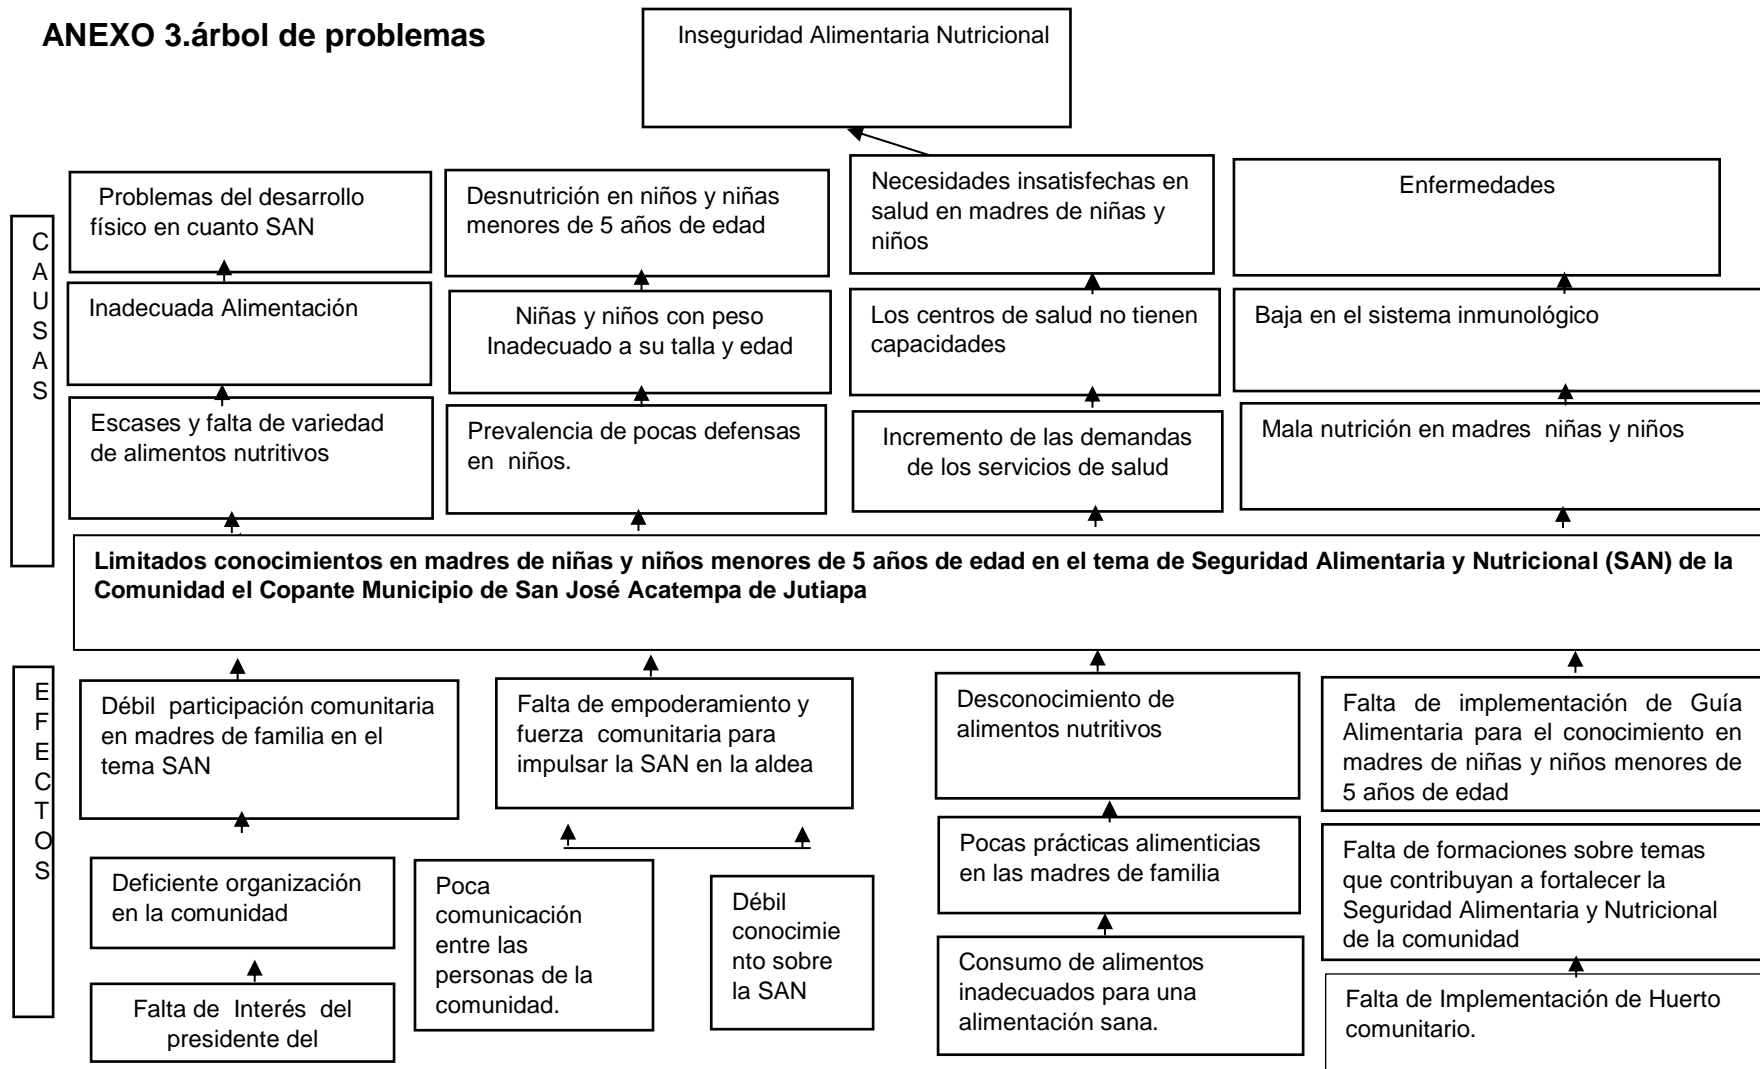 ANEXO 3.árbol de problemas
Inseguridad Alimentaria Nutricional
CAUSAS
Problemas del desarrollo
físico en cuanto SAN
Desnutrición en niños y niñas
menores de 5 años de edad
Necesidades insatisfechas en
salud en madres de niñas y
niños
Enfermedades
Inadecuada Alimentación
Niñas y niños con peso
Inadecuado a su talla y edad
Los centros de salud no tienen
capacidades
Baja en el sistema inmunológico
Escases y falta de variedad
de alimentos nutritivos
Prevalencia de pocas defensas
en niños.
Incremento de las demandas
de los servicios de salud
Mala nutrición en madres niñas y niños
Limitados conocimientos en madres de niñas y niños menores de 5 años de edad en el tema de Seguridad Alimentaria y Nutricional (SAN) de la
Comunidad el Copante Municipio de San José Acatempa de Jutiapa
EFECTOS
Débil participación comunitaria
en madres de familia en el
tema SAN
Falta de empoderamiento y
fuerza comunitaria para
impulsar la SAN en la aldea
Desconocimiento de
alimentos nutritivos
Falta de implementación de Guía
Alimentaria para el conocimiento en
madres de niñas y niños menores de
5 años de edad
Deficiente organización
en la comunidad
Poca
comunicación
entre las
personas de la
comunidad.
Débil
conocimie
nto sobre
la SAN
Pocas prácticas alimenticias
en las madres de familia
Falta de formaciones sobre temas
que contribuyan a fortalecer la
Seguridad Alimentaria y Nutricional
de la comunidad
Falta de Interés del
presidente del
Consumo de alimentos
inadecuados para una
alimentación sana.
Falta de Implementación de Huerto
comunitario.